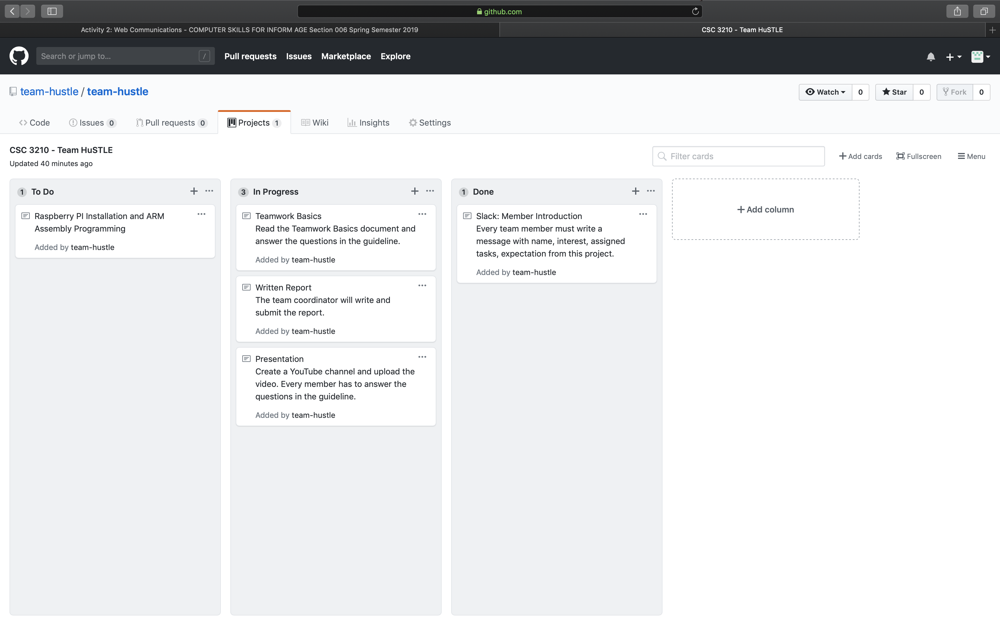 github.com
Activity 2: Web Communications - COMPUTER SKILLS FOR INFORM AGE Section 006 Spring Semester 2019
CSC 3210 - Team HuSTLE
Search or jump to... /
Pull requests Issues Marketplace Explore
team-hustle / team-hustle
Watch 0 Star 0 Fork 0
Code Issues 0 Pull requests 0 Projects 1 Wiki Insights Settings
CSC 3210 - Team HuSTLE
Updated 40 minutes ago
Filter cards
Add cards Fullscreen Menu
1 To Do
Raspberry PI Installation and ARM
Assembly Programming
Added by team-hustle
3 In Progress
Teamwork Basics
Read the Teamwork Basics document and
answer the questions in the guideline.
Added by team-hustle
Written Report
The team coordinator will write and
submit the report.
Added by team-hustle
Presentation
Create a YouTube channel and upload the
video. Every member has to answer the
questions in the guideline.
Added by team-hustle
1 Done
Slack: Member Introduction
Every team member must write a
message with name, interest, assigned
tasks, expectation from this project.
Added by team-hustle
Add column